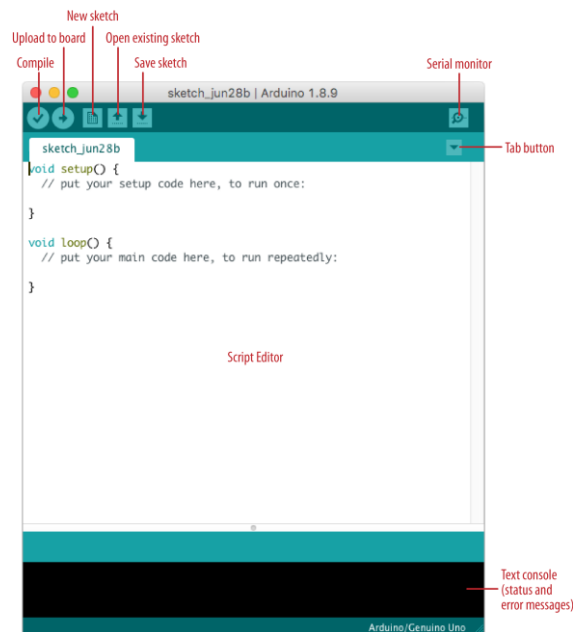 New sketch
Upload to board
Open existing sketch
Compile
Save sketch
Serial monitor
sketch_jun28b | Arduino 1.8.9
sketch_jun28b
Tab button
void setup() {
// put your setup code here, to run once:
}
void loop() {
// put your main code here, to run repeatedly:
}
Script Editor
Text console
(status and
error messages)
Arduino/Genuino Uno